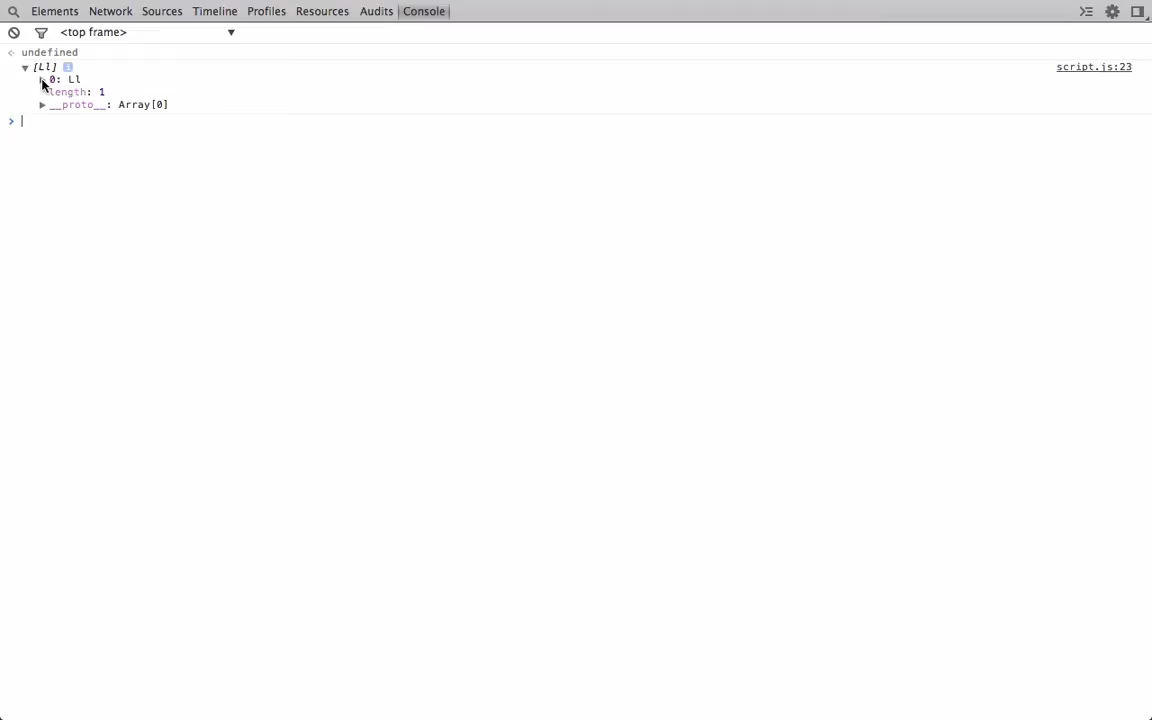 Elements Network Sources Timeline Profiles Resources Audits Console
<top frame>
undefined
[Ll] script.js:23
0: Ll
length: 1
__proto__: Array[0]